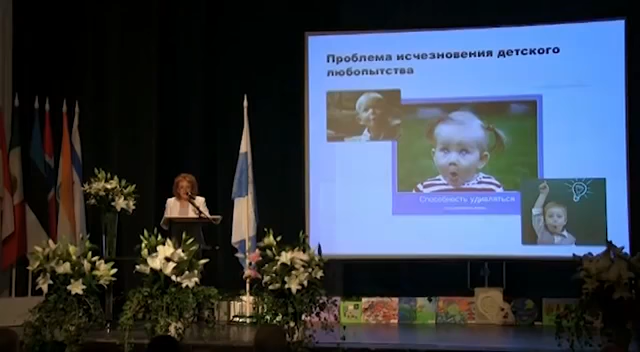 Проблема исчезновения детского
любопытства
Способность удивляться